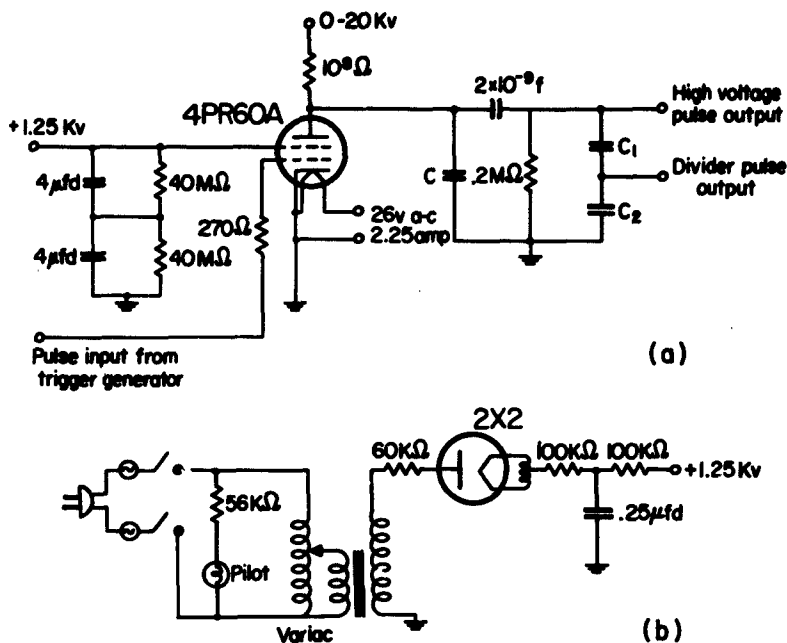 0-20Kv
10⁸Ω
4PR60A
+1.25 Kv
4μfd
40MΩ
4μfd
40MΩ
270Ω
26v a-c
2.25amp
2x10⁻⁹f
C
.2MΩ
C₁
C₂
High voltage
pulse output
Divider pulse
output
Pulse input from
trigger generator
(a)
2X2
60KΩ
100KΩ
100KΩ
+1.25Kv
.25μfd
56KΩ
Pilot
Variac
(b)